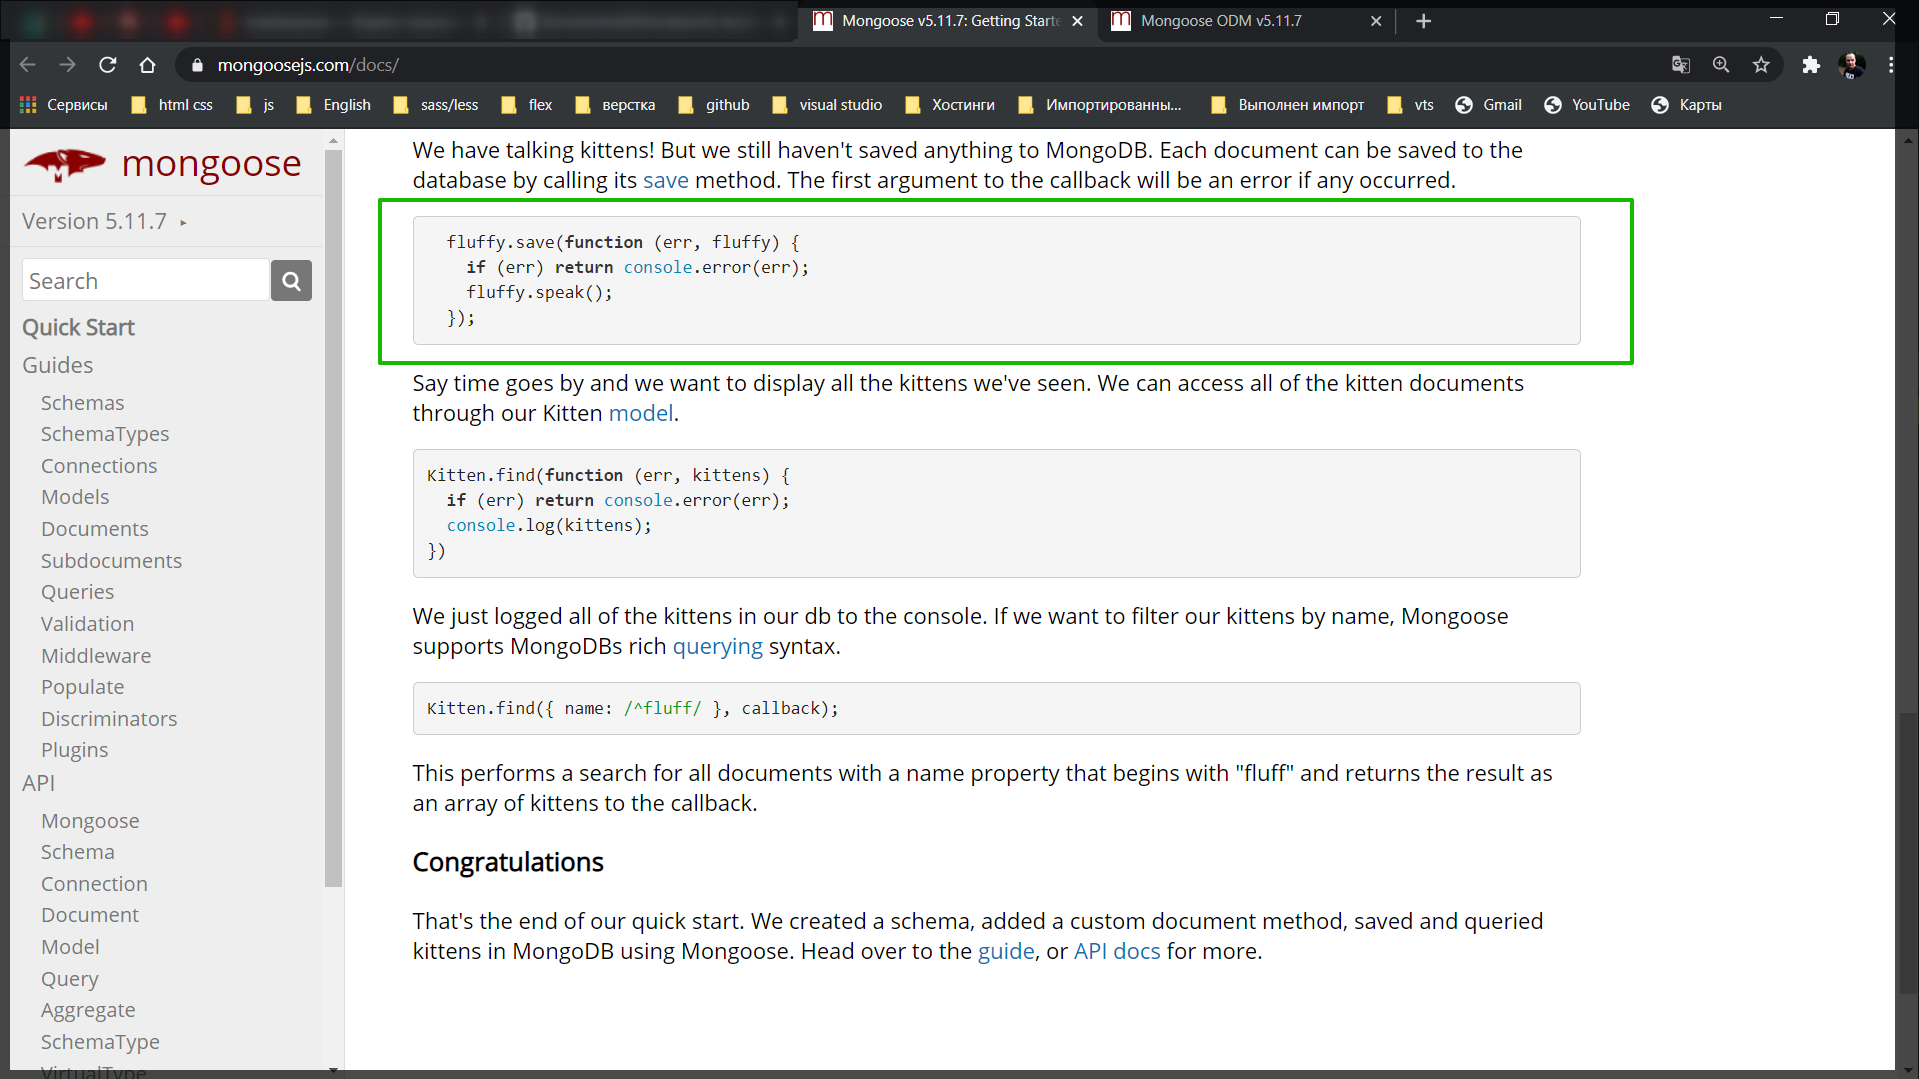 Mongoose v5.11.7: Getting Starte
Mongoose ODM v5.11.7
mongoosejs.com/docs/
Сервисы
html css
js
English
sass/less
flex
верстка
github
visual studio
Хостинги
Импортированны...
Выполнен импорт
vts
Gmail
YouTube
Карты
mongoose
Version 5.11.7
Search
Quick Start
Guides
Schemas
SchemaTypes
Connections
Models
Documents
Subdocuments
Queries
Validation
Middleware
Populate
Discriminators
Plugins
API
Mongoose
Schema
Connection
Document
Model
Query
Aggregate
SchemaType
VirtualType
We have talking kittens! But we still haven't saved anything to MongoDB. Each document can be saved to the
database by calling its save method. The first argument to the callback will be an error if any occurred.
fluffy.save(function (err, fluffy) {
if (err) return console.error(err);
fluffy.speak();
});
Say time goes by and we want to display all the kittens we've seen. We can access all of the kitten documents
through our Kitten model.
Kitten.find(function (err, kittens) {
if (err) return console.error(err);
console.log(kittens);
})
We just logged all of the kittens in our db to the console. If we want to filter our kittens by name, Mongoose
supports MongoDBs rich querying syntax.
Kitten.find({ name: /^fluff/ }, callback);
This performs a search for all documents with a name property that begins with "fluff" and returns the result as
an array of kittens to the callback.
Congratulations
That's the end of our quick start. We created a schema, added a custom document method, saved and queried
kittens in MongoDB using Mongoose. Head over to the guide, or API docs for more.